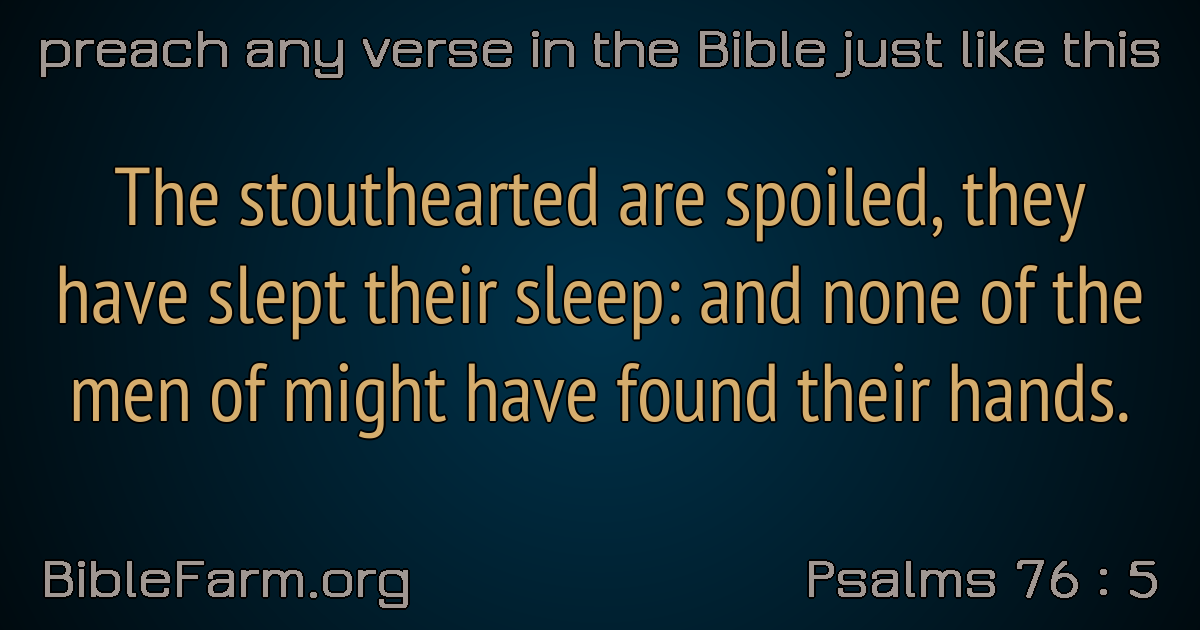 preach any verse in the Bible just like this
The stouthearted are spoiled, they
have slept their sleep: and none of the
men of might have found their hands.
BibleFarm.org
Psalms 76 : 5